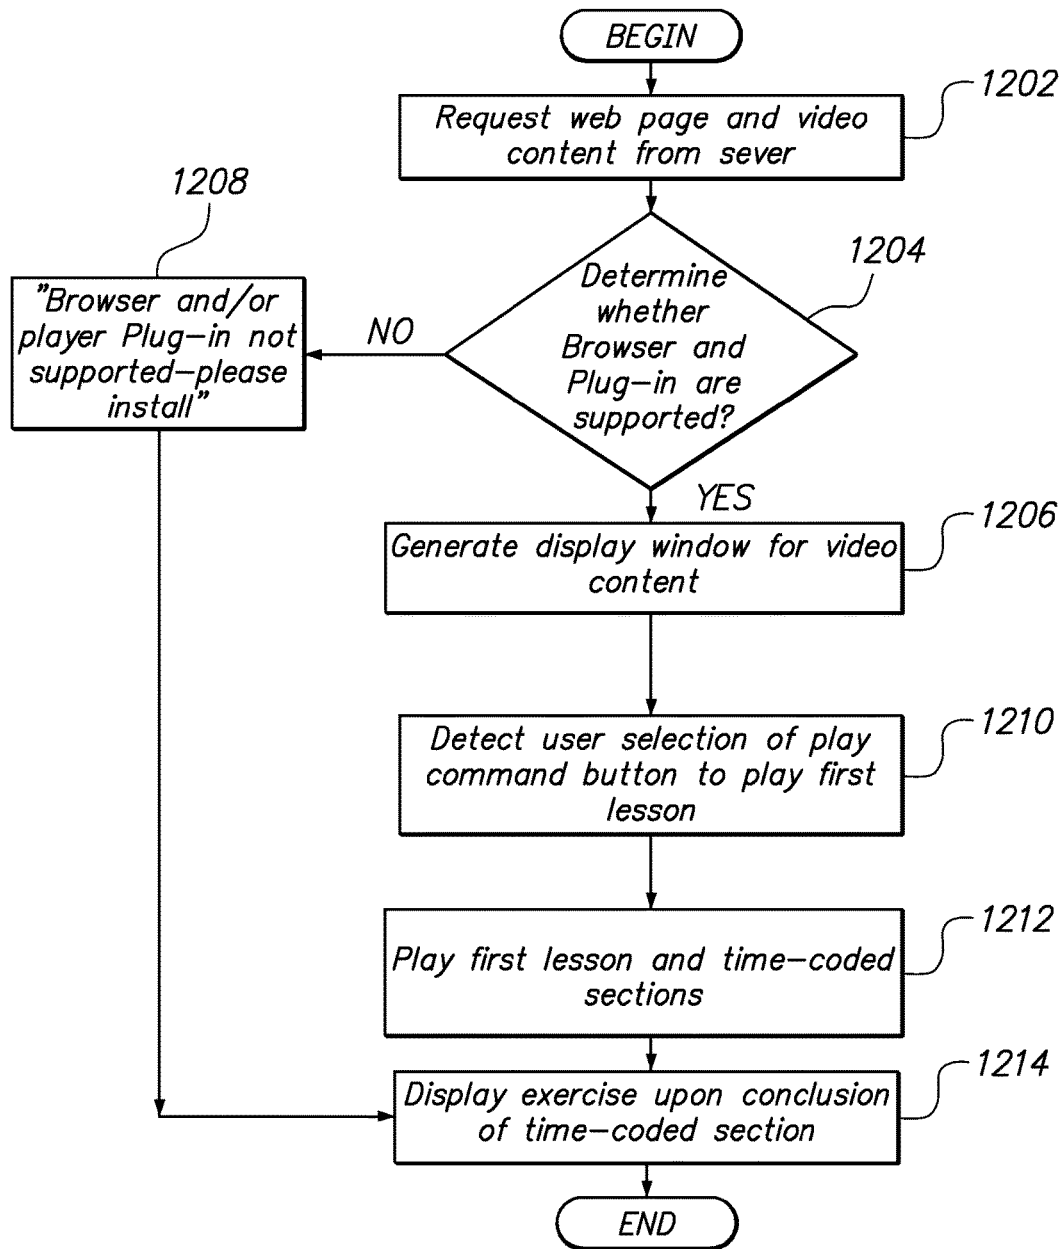 BEGIN
1202
Request web page and video
content from sever
1208
1204
Determine
whether
Browser and
Plug-in are
supported?
"Browser and/or
player Plug-in not
supported-please
install"
NO
YES
1206
Generate display window for video
content
1210
Detect user selection of play
command button to play first
lesson
1212
Play first lesson and time-coded
sections
1214
Display exercise upon conclusion
of time-coded section
END